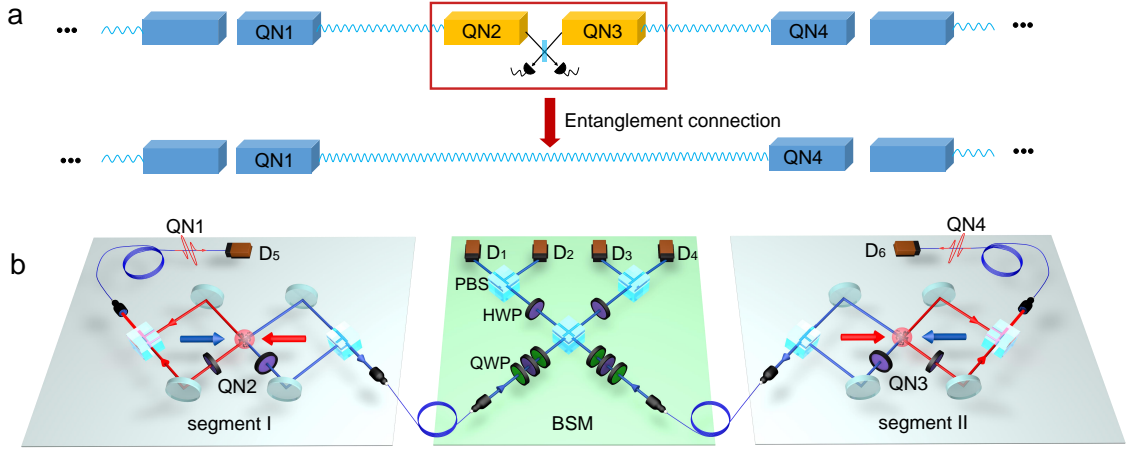 a
••• QN1 QN2 QN3 QN4 •••
Entanglement connection
••• QN1 QN4 •••
b
QN1 D5 D1 D2 D3 D4 D6 QN4
PBS
HWP
QWP
QN2 QN3
segment I BSM segment II